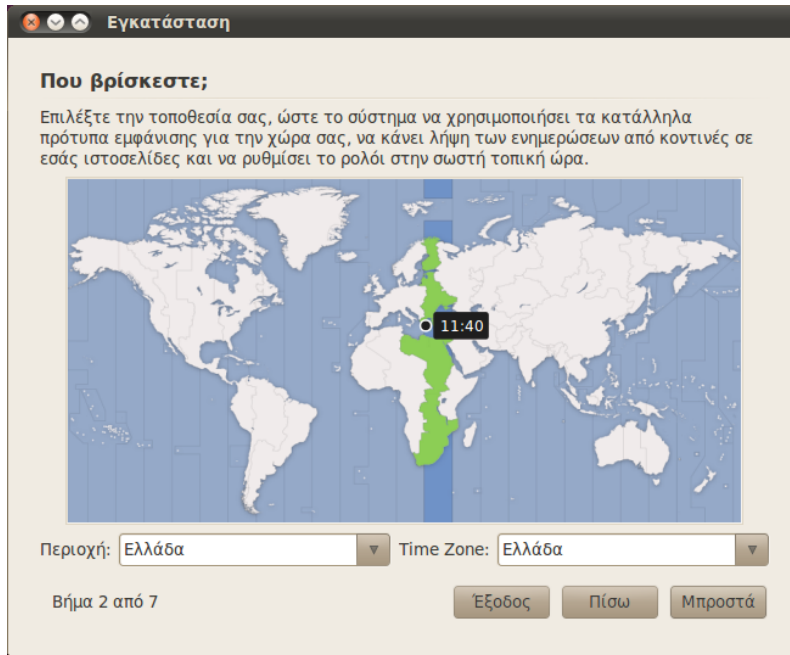 Εγκατάσταση
Που βρίσκεστε;
Επιλέξτε την τοποθεσία σας, ώστε το σύστημα να χρησιμοποιήσει τα κατάλληλα
πρότυπα εμφάνισης για την χώρα σας, να κάνει λήψη των ενημερώσεων από κοντινές σε
εσάς ιστοσελίδες και να ρυθμίσει το ρολόι στην σωστή τοπική ώρα.
11:40
Περιοχή: Ελλάδα Time Zone: Ελλάδα
Βήμα 2 από 7 Έξοδος Πίσω Μπροστά